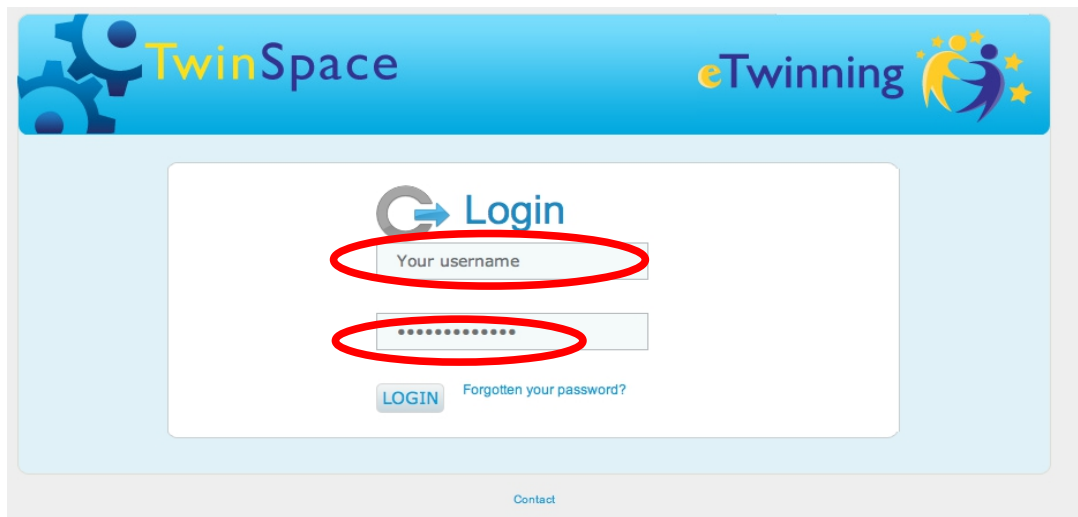 TwinSpace
eTwinning
Login
Your username
•••••••••••••
LOGIN
Forgotten your password?
Contact